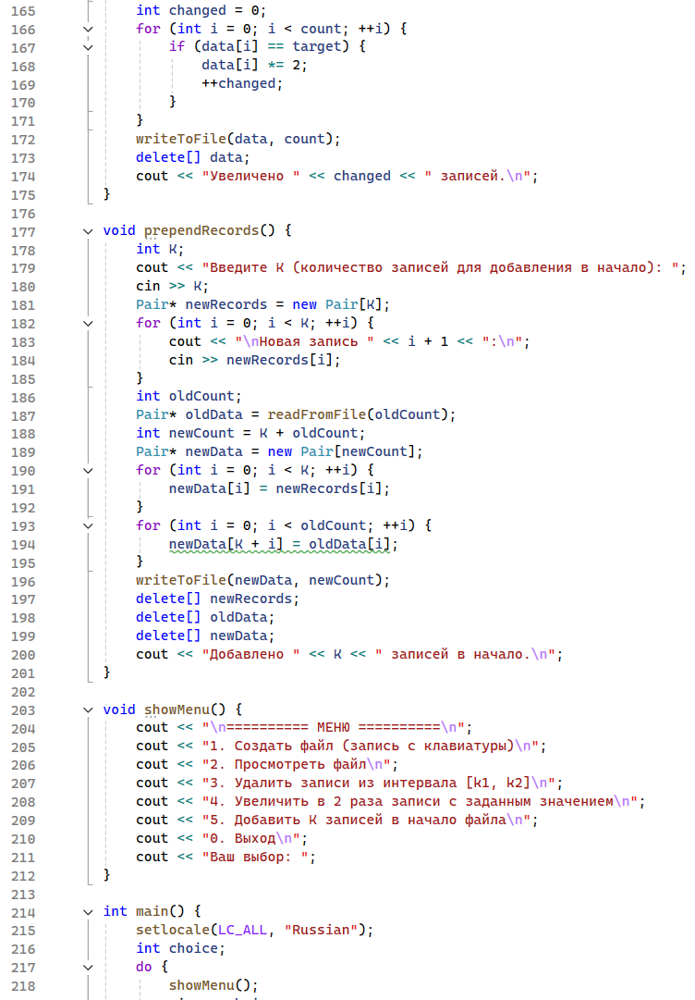 165 int changed = 0;
166 for (int i = 0; i < count; ++i) {
167 if (data[i] == target) {
168 data[i] *= 2;
169 ++changed;
170 }
171 }
172 writeToFile(data, count);
173 delete[] data;
174 cout << "Увеличено " << changed << " записей.\n";
175 }
176
177 void prependRecords() {
178 int K;
179 cout << "Введите K (количество записей для добавления в начало): ";
180 cin >> K;
181 Pair* newRecords = new Pair[K];
182 for (int i = 0; i < K; ++i) {
183 cout << "\nНовая запись " << i + 1 << ":\n";
184 cin >> newRecords[i];
185 }
186 int oldCount;
187 Pair* oldData = readFromFile(oldCount);
188 int newCount = K + oldCount;
189 Pair* newData = new Pair[newCount];
190 for (int i = 0; i < K; ++i) {
191 newData[i] = newRecords[i];
192 }
193 for (int i = 0; i < oldCount; ++i) {
194 newData[K + i] = oldData[i];
195 }
196 writeToFile(newData, newCount);
197 delete[] newRecords;
198 delete[] oldData;
199 delete[] newData;
200 cout << "Добавлено " << K << " записей в начало.\n";
201 }
202
203 void showMenu() {
204 cout << "\n========== МЕНЮ ==========\n";
205 cout << "1. Создать файл (запись с клавиатуры)\n";
206 cout << "2. Просмотреть файл\n";
207 cout << "3. Удалить записи из интервала [k1, k2]\n";
208 cout << "4. Увеличить в 2 раза записи с заданным значением\n";
209 cout << "5. Добавить K записей в начало файла\n";
210 cout << "0. Выход\n";
211 cout << "Ваш выбор: ";
212 }
213
214 int main() {
215 setlocale(LC_ALL, "Russian");
216 int choice;
217 do {
218 showMenu();